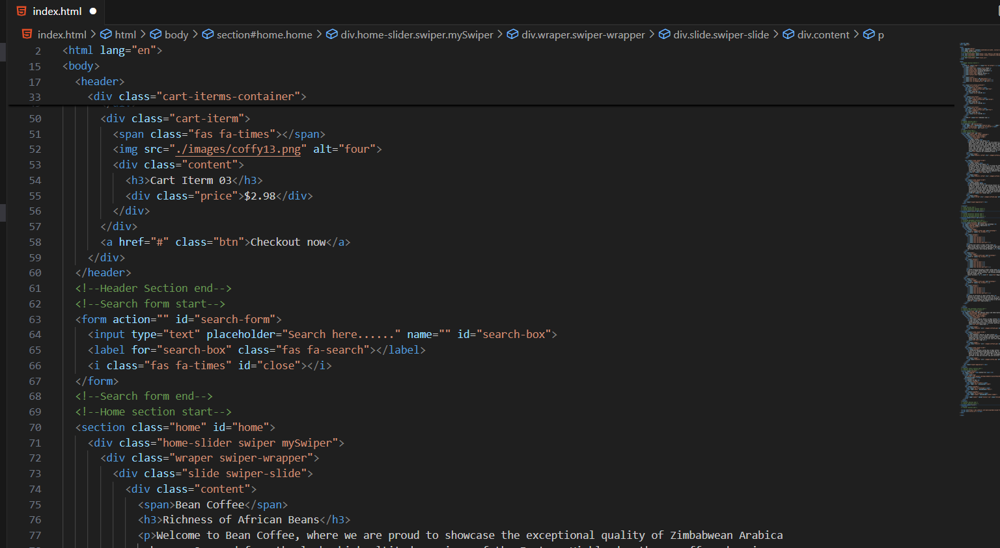 index.html
index.html > html > body > section#home.home > div.home-slider.swiper.mySwiper > div.wraper.swiper-wrapper > div.slide.swiper-slide > div.content > p
2 <html lang="en">
15 <body>
17 <header>
33 <div class="cart-iterms-container">
50 <div class="cart-iterm">
51 <span class="fas fa-times"></span>
52 <img src="./images/coffy13.png" alt="four">
53 <div class="content">
54 <h3>Cart Iterm 03</h3>
55 <div class="price">$2.98</div>
56 </div>
57 </div>
58 <a href="#" class="btn">Checkout now</a>
59 </div>
60 </header>
61 <!--Header Section end-->
62 <!--Search form start-->
63 <form action="" id="search-form">
64 <input type="text" placeholder="Search here......" name="" id="search-box">
65 <label for="search-box" class="fas fa-search"></label>
66 <i class="fas fa-times" id="close"></i>
67 </form>
68 <!--Search form end-->
69 <!--Home section start-->
70 <section class="home" id="home">
71 <div class="home-slider swiper mySwiper">
72 <div class="wraper swiper-wrapper">
73 <div class="slide swiper-slide">
74 <div class="content">
75 <span>Bean Coffee</span>
76 <h3>Richness of African Beans</h3>
77 <p>Welcome to Bean Coffee, where we are proud to showcase the exceptional quality of Zimbabwean Arabica